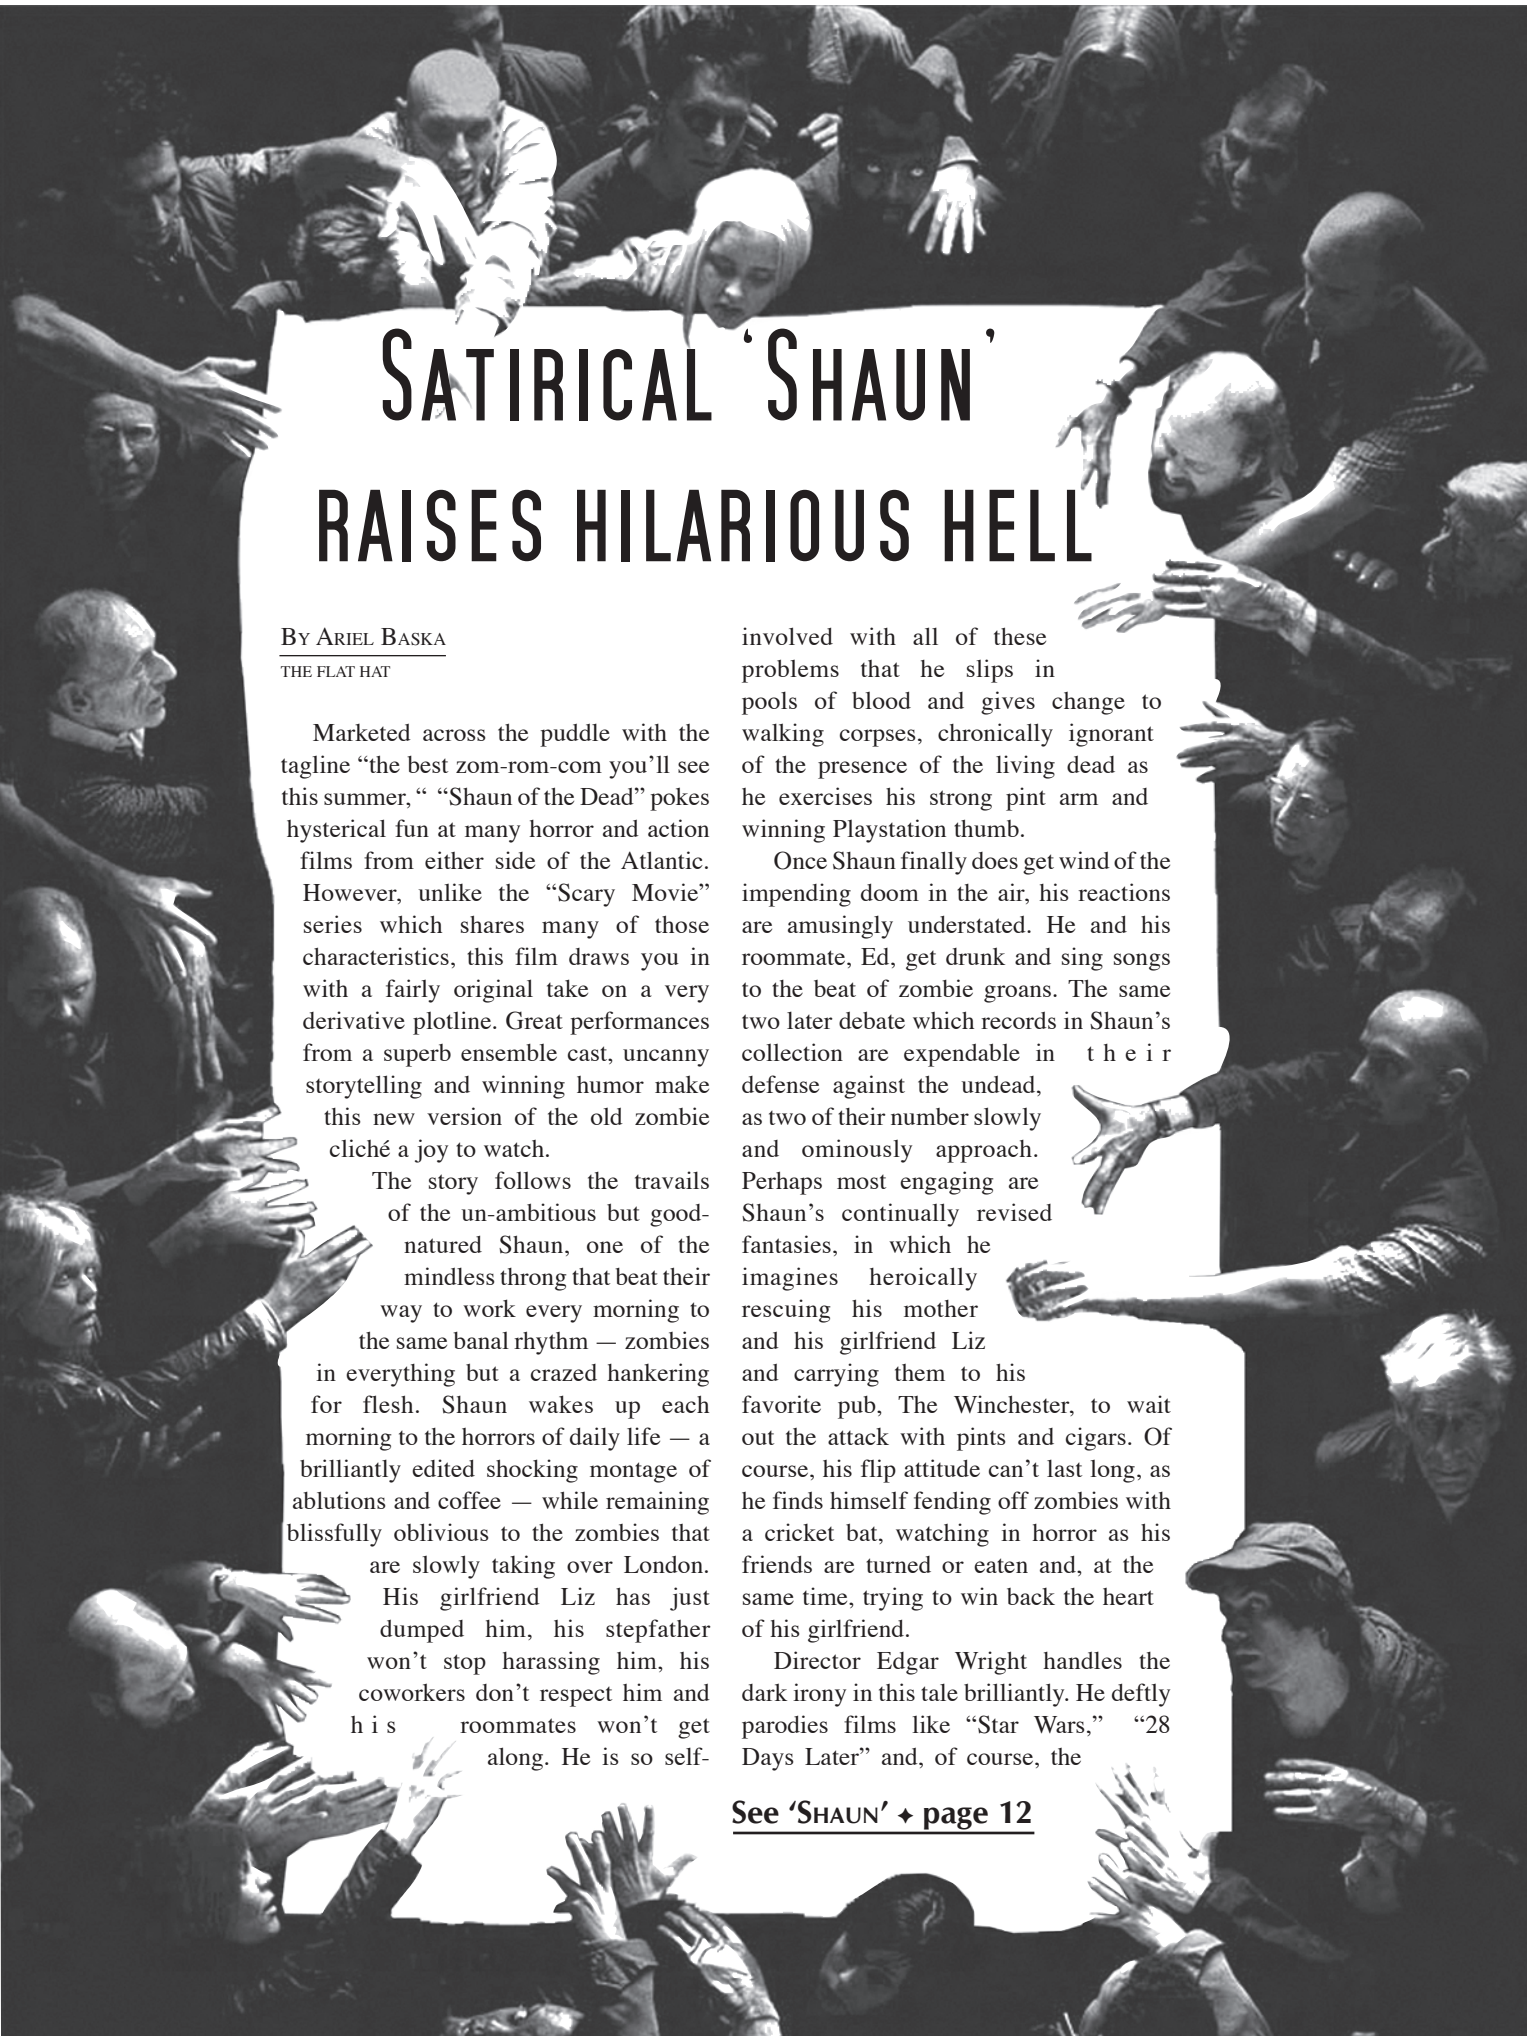 SATIRICAL ‘SHAUN’
RAISES HILARIOUS HELL
BY ARIEL BASKA
THE FLAT HAT
Marketed across the puddle with the
tagline “the best zom-rom-com you’ll see
this summer, “ “Shaun of the Dead” pokes
hysterical fun at many horror and action
films from either side of the Atlantic.
However, unlike the “Scary Movie”
series which shares many of those
characteristics, this film draws you in
with a fairly original take on a very
derivative plotline. Great performances
from a superb ensemble cast, uncanny
storytelling and winning humor make
this new version of the old zombie
cliché a joy to watch.
The story follows the travails
of the un-ambitious but good-
natured Shaun, one of the
mindless throng that beat their
way to work every morning to
the same banal rhythm — zombies
in everything but a crazed hankering
for flesh. Shaun wakes up each
morning to the horrors of daily life — a
brilliantly edited shocking montage of
ablutions and coffee — while remaining
blissfully oblivious to the zombies that
are slowly taking over London.
His girlfriend Liz has just
dumped him, his stepfather
won’t stop harassing him, his
coworkers don’t respect him and
his roommates won’t get
along. He is so self-
involved with all of these
problems that he slips in
pools of blood and gives change to
walking corpses, chronically ignorant
of the presence of the living dead as
he exercises his strong pint arm and
winning Playstation thumb.
Once Shaun finally does get wind of the
impending doom in the air, his reactions
are amusingly understated. He and his
roommate, Ed, get drunk and sing songs
to the beat of zombie groans. The same
two later debate which records in Shaun’s
collection are expendable in their
defense against the undead,
as two of their number slowly
and ominously approach.
Perhaps most engaging are
Shaun’s continually revised
fantasies, in which he
imagines heroically
rescuing his mother
and his girlfriend Liz
and carrying them to his
favorite pub, The Winchester, to wait
out the attack with pints and cigars. Of
course, his flip attitude can’t last long, as
he finds himself fending off zombies with
a cricket bat, watching in horror as his
friends are turned or eaten and, at the
same time, trying to win back the heart
of his girlfriend.
Director Edgar Wright handles the
dark irony in this tale brilliantly. He deftly
parodies films like “Star Wars,” “28
Days Later” and, of course, the
See ‘SHAUN’ ✦ page 12